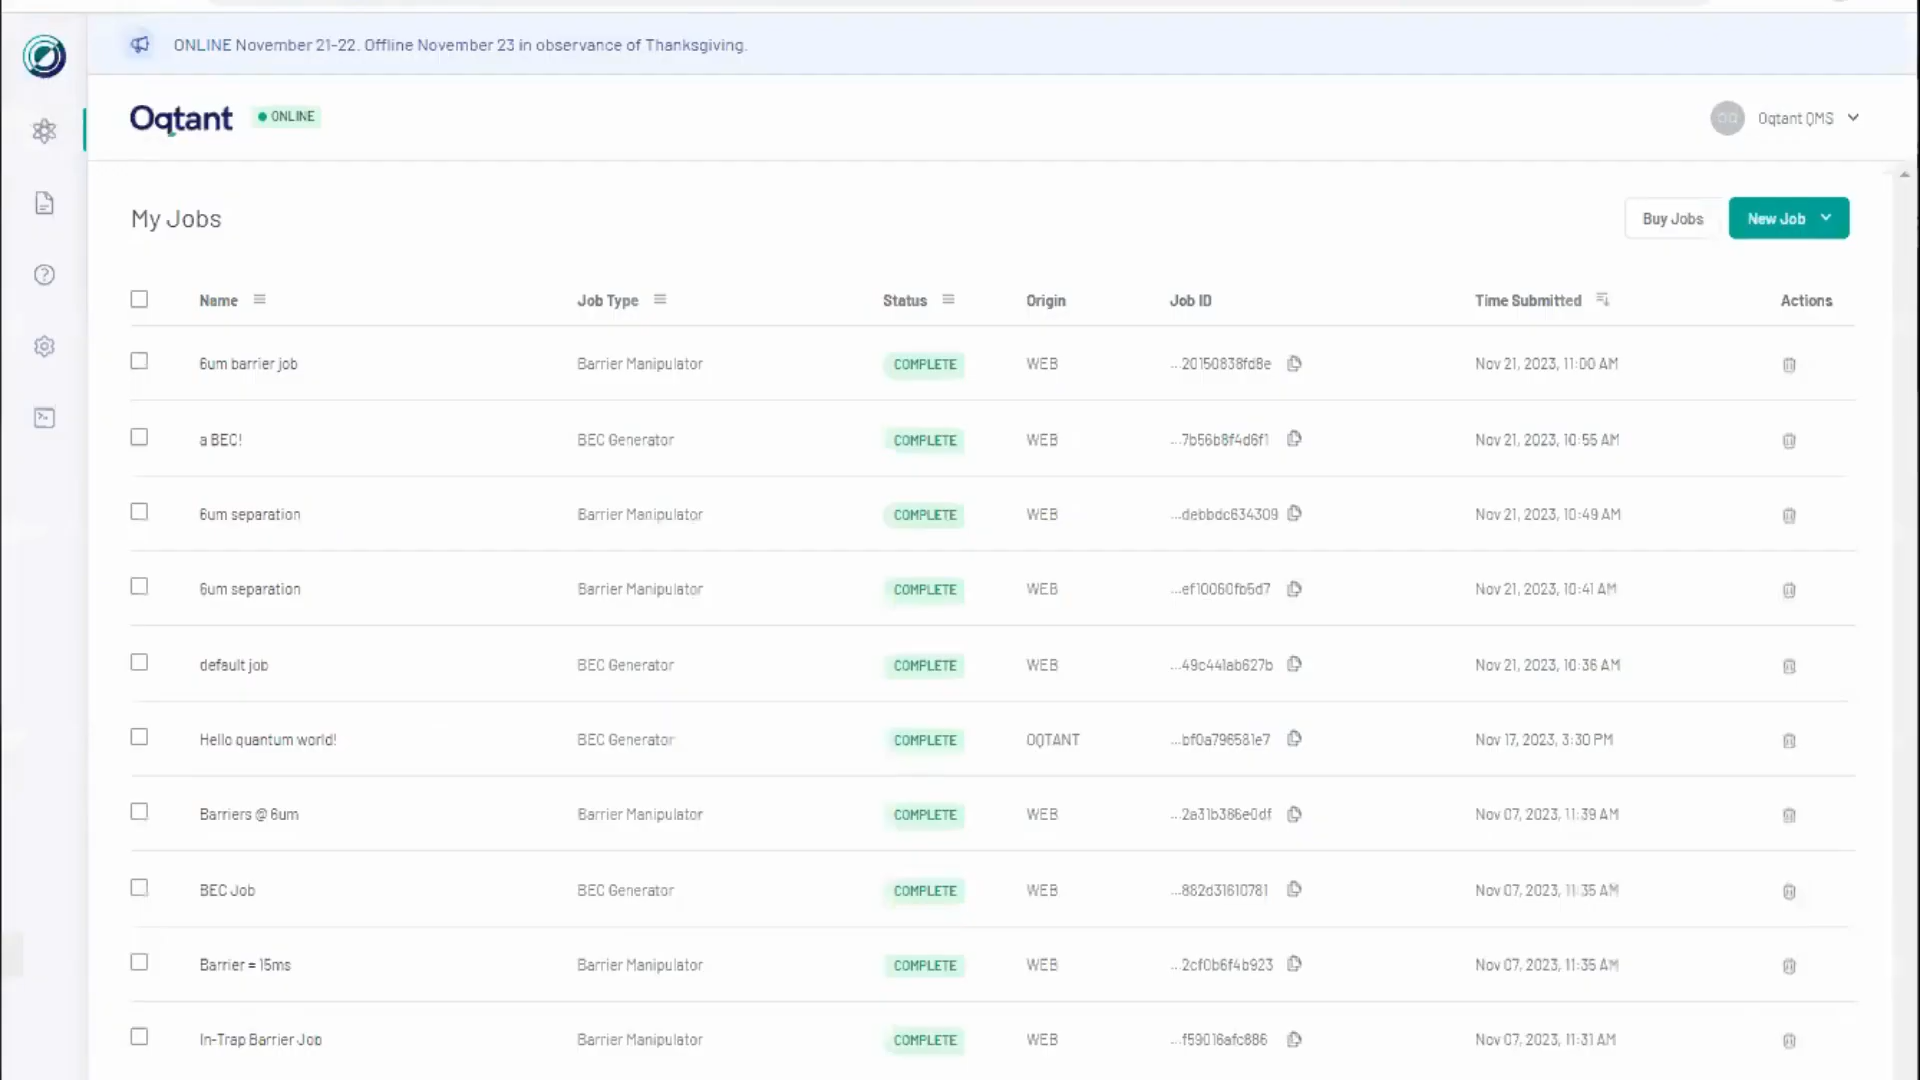 ONLINE November 21-22. Offline November 23 in observance of Thanksgiving.
Oqtant ONLINE Oqtant QMS
My Jobs Buy Jobs New Job
Name Job Type Status Origin Job ID Time Submitted Actions
6um barrier job Barrier Manipulator COMPLETE WEB ...20150838fd8e Nov 21, 2023, 11:00 AM
a BEC! BEC Generator COMPLETE WEB ...7b56b8f4d6f1 Nov 21, 2023, 10:55 AM
6um separation Barrier Manipulator COMPLETE WEB ...debbdc634309 Nov 21, 2023, 10:49 AM
6um separation Barrier Manipulator COMPLETE WEB ...ef10060fb5d7 Nov 21, 2023, 10:41 AM
default job BEC Generator COMPLETE WEB ...49c441ab627b Nov 21, 2023, 10:36 AM
Hello quantum world! BEC Generator COMPLETE OQTANT ...bf0a796581e7 Nov 17, 2023, 3:30 PM
Barriers @ 6um Barrier Manipulator COMPLETE WEB ...2a31b386e0df Nov 07, 2023, 11:39 AM
BEC Job BEC Generator COMPLETE WEB ...882d31610781 Nov 07, 2023, 11:35 AM
Barrier = 15ms Barrier Manipulator COMPLETE WEB ...2cf0b6f4b923 Nov 07, 2023, 11:35 AM
In-Trap Barrier Job Barrier Manipulator COMPLETE WEB ...f59016afc886 Nov 07, 2023, 11:31 AM